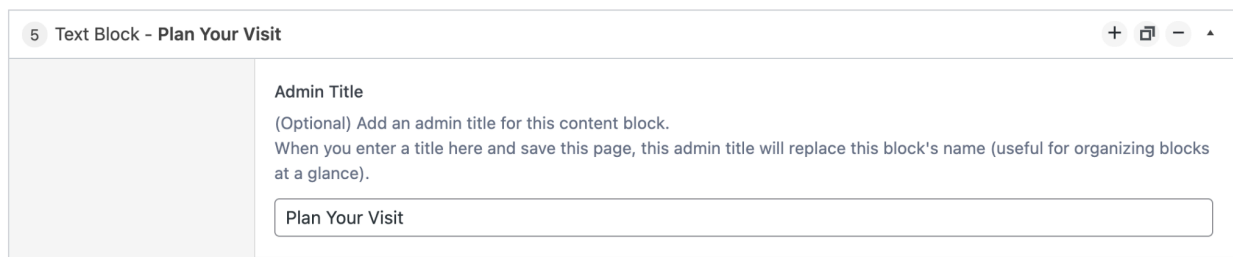 5 Text Block - Plan Your Visit
Admin Title
(Optional) Add an admin title for this content block.
When you enter a title here and save this page, this admin title will replace this block's name (useful for organizing blocks
at a glance).
Plan Your Visit